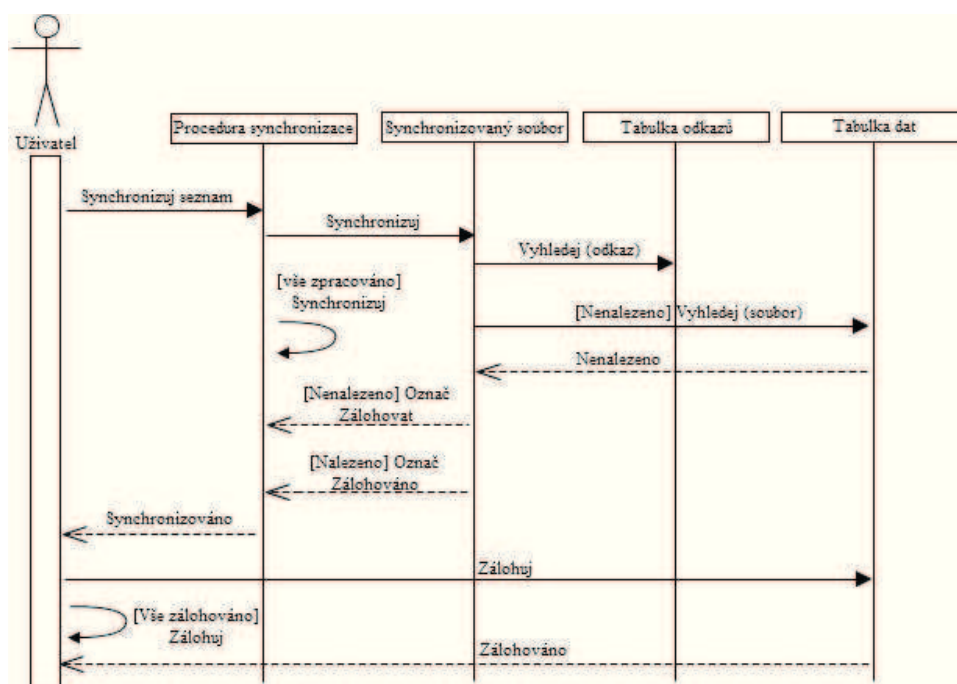 Uživatel
Procedura synchronizace
Synchronizovaný soubor
Tabulka odkazů
Tabulka dat
Synchronizuj seznam
Synchronizuj
Vyhledej (odkaz)
[vše zpracováno]
Synchronizuj
[Nenalezeno] Vyhledej (soubor)
Nenalezeno
[Nenalezeno] Označ
Zálohovat
[Nalezeno] Označ
Zálohováno
Synchronizováno
Zálohuj
[Vše zálohováno]
Zálohuj
Zálohováno